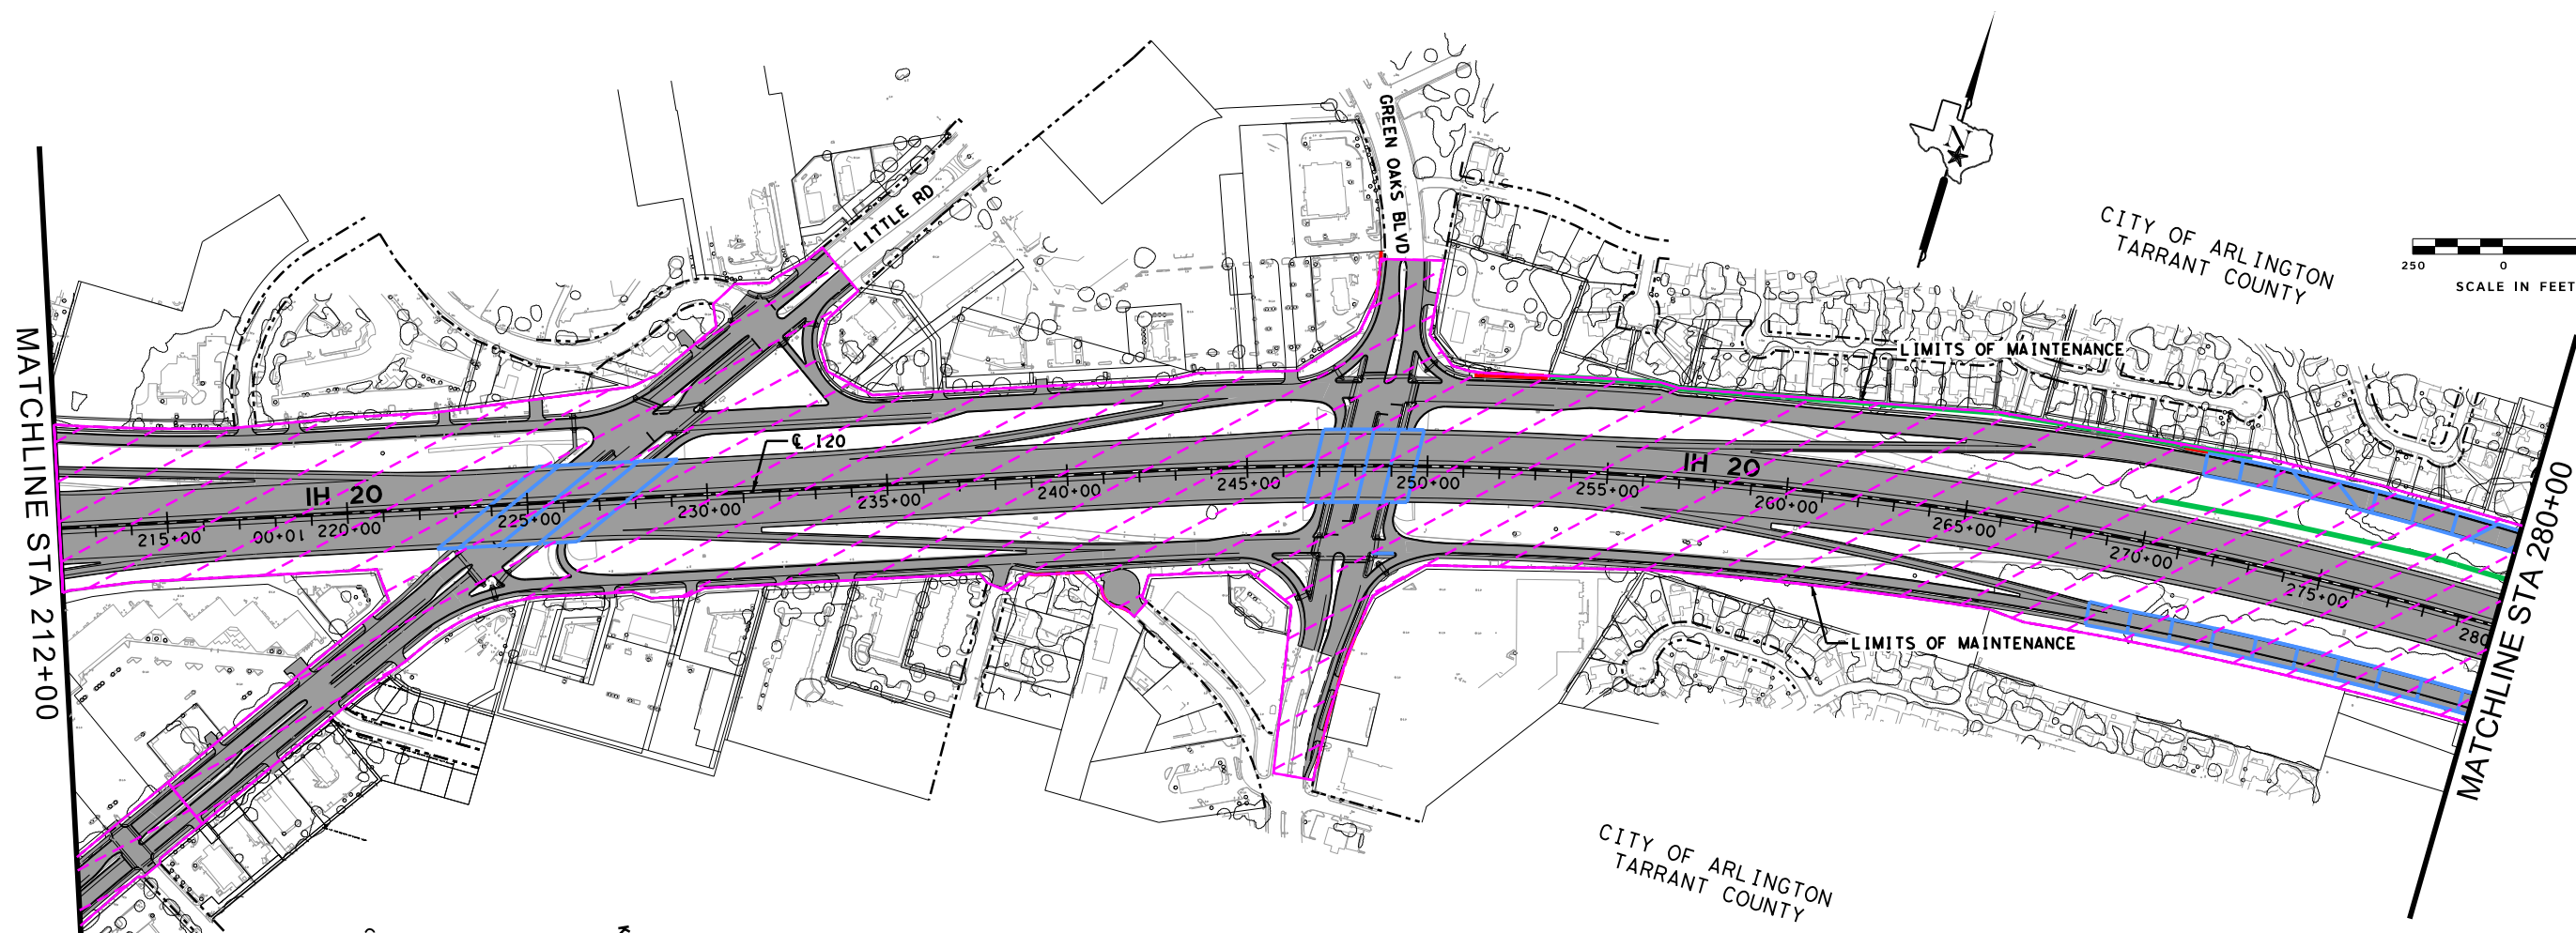 GREEN OAKS BLVD
LITTLE RD
N
CITY OF ARLINGTON
TARRANT COUNTY
250
0
SCALE IN FEET
LIMITS OF MAINTENANCE
MATCHLINE STA 212+00
℄ I20
IH 20
IH 20
215+00
00+01
220+00
225+00
230+00
235+00
240+00
245+00
250+00
255+00
260+00
265+00
270+00
275+00
280
MATCHLINE STA 280+00
LIMITS OF MAINTENANCE
CITY OF ARLINGTON
TARRANT COUNTY